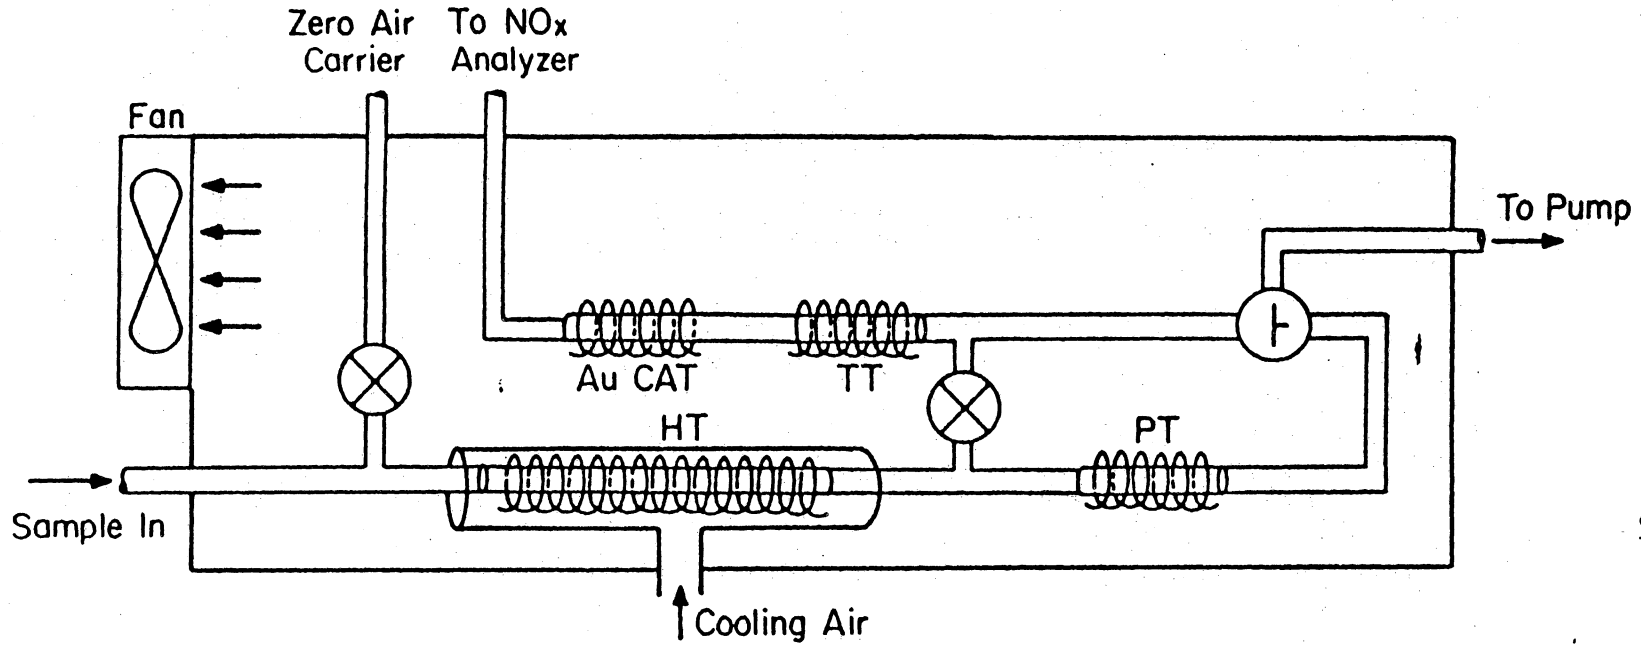 Zero Air
Carrier
To NOx
Analyzer
Fan
To Pump
Au CAT
TT
HT
PT
Sample In
Cooling Air